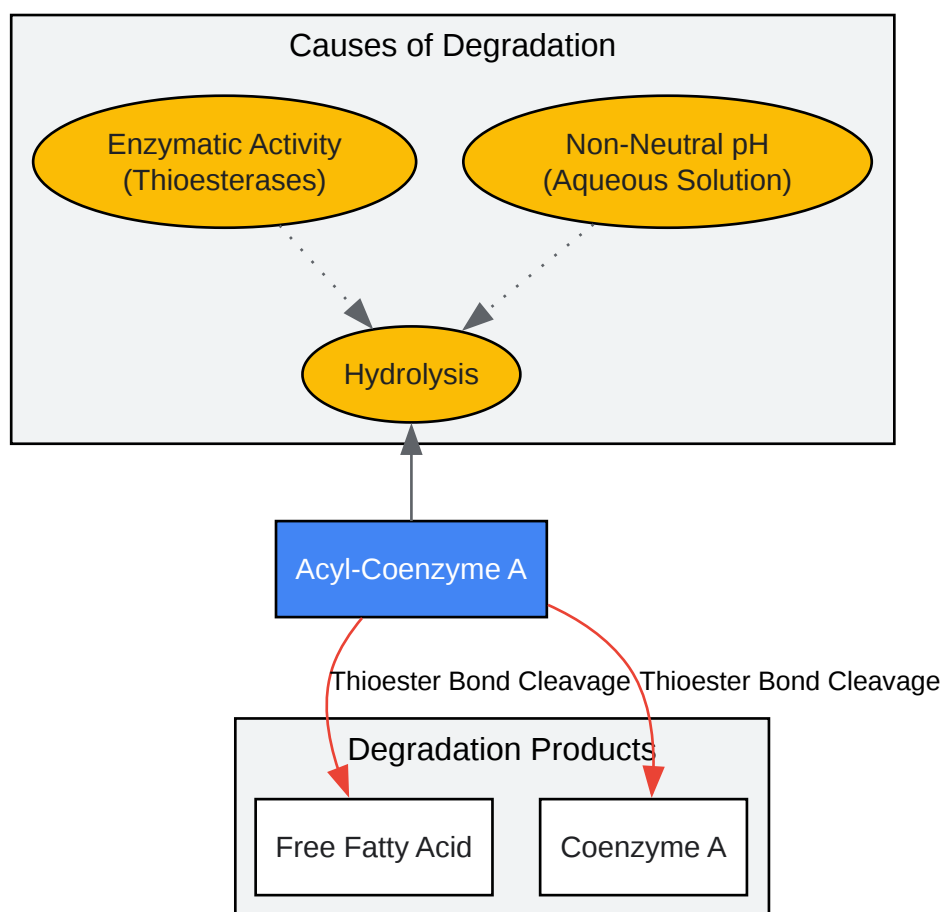 Causes of Degradation
Enzymatic Activity
(Thioesterases)
Non-Neutral pH
(Aqueous Solution)
Hydrolysis
Acyl-Coenzyme A
Thioester Bond Cleavage
Thioester Bond Cleavage
Degradation Products
Free Fatty Acid
Coenzyme A